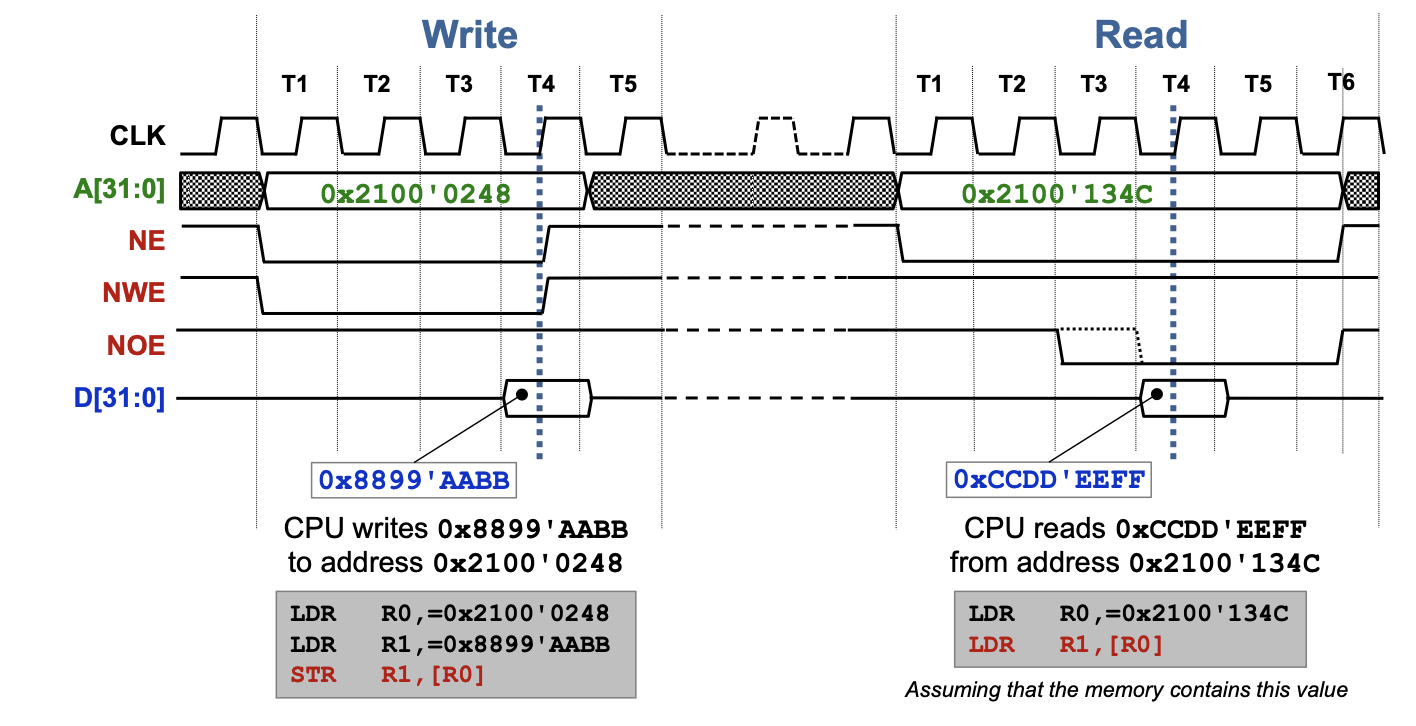 Write Read
T1 T2 T3 T4 T5 T1 T2 T3 T4 T5 T6
CLK
A[31:0] 0x2100'0248 0x2100'134C
NE
NWE
NOE
D[31:0]
0x8899'AABB 0xCCDD'EEFF
CPU writes 0x8899'AABB
to address 0x2100'0248
LDR R0,=0x2100'0248
LDR R1,=0x8899'AABB
STR R1,[R0]
CPU reads 0xCCDD'EEFF
from address 0x2100'134C
LDR R0,=0x2100'134C
LDR R1,[R0]
Assuming that the memory contains this value